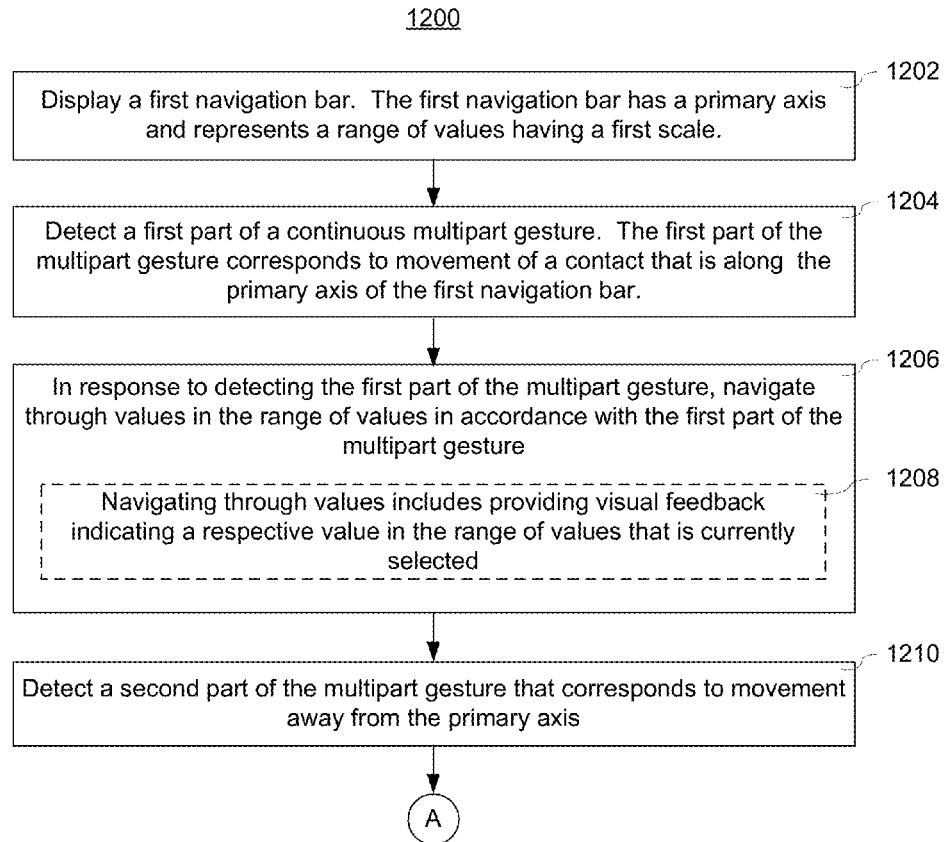 1200
1202
Display a first navigation bar. The first navigation bar has a primary axis
and represents a range of values having a first scale.
1204
Detect a first part of a continuous multipart gesture. The first part of the
multipart gesture corresponds to movement of a contact that is along the
primary axis of the first navigation bar.
1206
In response to detecting the first part of the multipart gesture, navigate
through values in the range of values in accordance with the first part of the
multipart gesture
1208
Navigating through values includes providing visual feedback
indicating a respective value in the range of values that is currently
selected
1210
Detect a second part of the multipart gesture that corresponds to movement
away from the primary axis
A